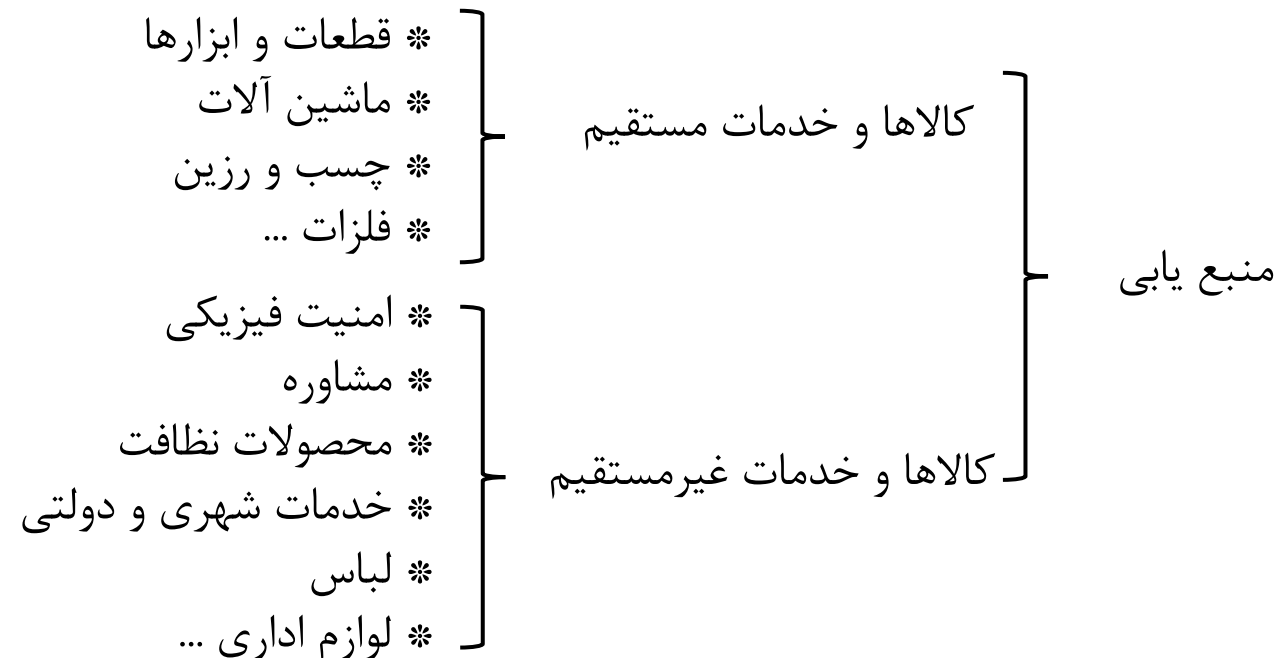 منبع یابی
کالاها و خدمات مستقیم
❊ قطعات و ابزارها
❊ ماشین آلات
❊ چسب و رزین
❊ فلزات ...
کالاها و خدمات غیرمستقیم
❊ امنیت فیزیکی
❊ مشاوره
❊ محصولات نظافت
❊ خدمات شهری و دولتی
❊ لباس
❊ لوازم اداری ...